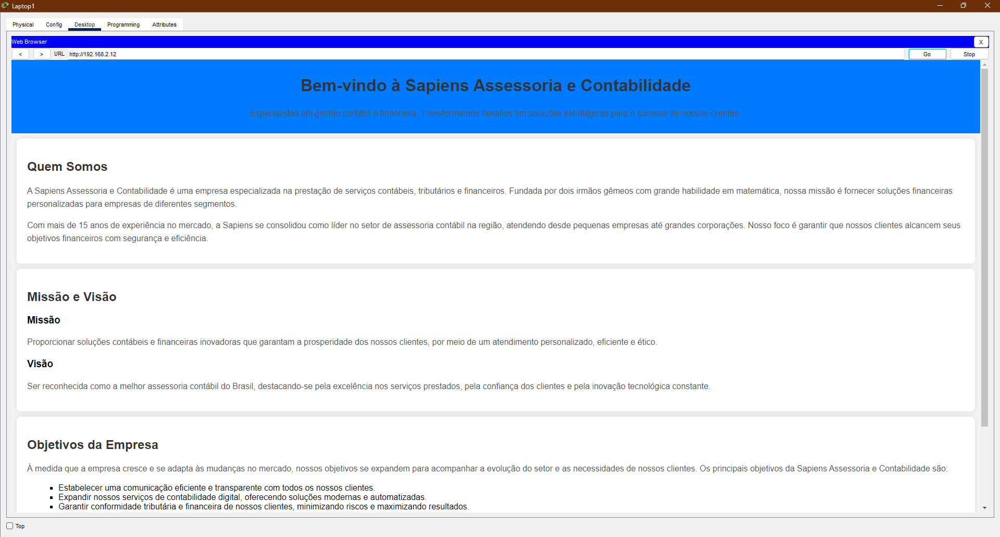 Laptop1
Physical Config Desktop Programming Attributes
Web Browser X
< > URL http://192.168.2.12 Go Stop
Bem-vindo à Sapiens Assessoria e Contabilidade
Especialistas em gestão contábil e financeira. Transformamos desafios em soluções estratégicas para o sucesso de nossos clientes.
Quem Somos
A Sapiens Assessoria e Contabilidade é uma empresa especializada na prestação de serviços contábeis, tributários e financeiros. Fundada por dois irmãos gêmeos com grande habilidade em matemática, nossa missão é fornecer soluções financeiras
personalizadas para empresas de diferentes segmentos.
Com mais de 15 anos de experiência no mercado, a Sapiens se consolidou como líder no setor de assessoria contábil na região, atendendo desde pequenas empresas até grandes corporações. Nosso foco é garantir que nossos clientes alcancem seus
objetivos financeiros com segurança e eficiência.
Missão e Visão
Missão
Proporcionar soluções contábeis e financeiras inovadoras que garantam a prosperidade dos nossos clientes, por meio de um atendimento personalizado, eficiente e ético.
Visão
Ser reconhecida como a melhor assessoria contábil do Brasil, destacando-se pela excelência nos serviços prestados, pela confiança dos clientes e pela inovação tecnológica constante.
Objetivos da Empresa
À medida que a empresa cresce e se adapta às mudanças no mercado, nossos objetivos se expandem para acompanhar a evolução do setor e as necessidades de nossos clientes. Os principais objetivos da Sapiens Assessoria e Contabilidade são:
Estabelecer uma comunicação eficiente e transparente com todos os nossos clientes.
Expandir nossos serviços de contabilidade digital, oferecendo soluções modernas e automatizadas.
Garantir conformidade tributária e financeira de nossos clientes, minimizando riscos e maximizando resultados.
Top